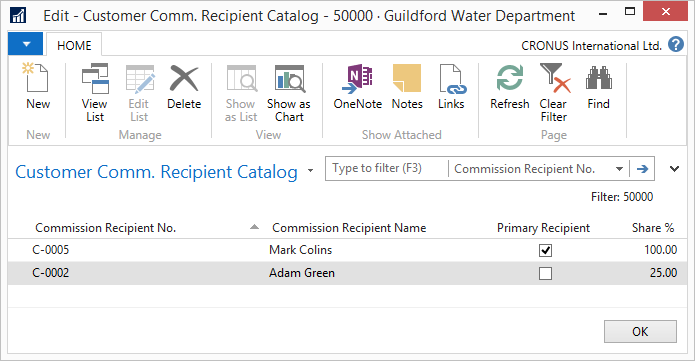 Edit - Customer Comm. Recipient Catalog - 50000 · Guildford Water Department
HOME
CRONUS International Ltd.
New
View List
Edit List
Delete
Show as List
Show as Chart
OneNote
Notes
Links
Refresh
Clear Filter
Find
New
Manage
View
Show Attached
Page
Customer Comm. Recipient Catalog
Type to filter (F3)
Commission Recipient No.
Filter: 50000
Commission Recipient No. Commission Recipient Name Primary Recipient Share %
C-0005 Mark Colins 100.00
C-0002 Adam Green 25.00
OK